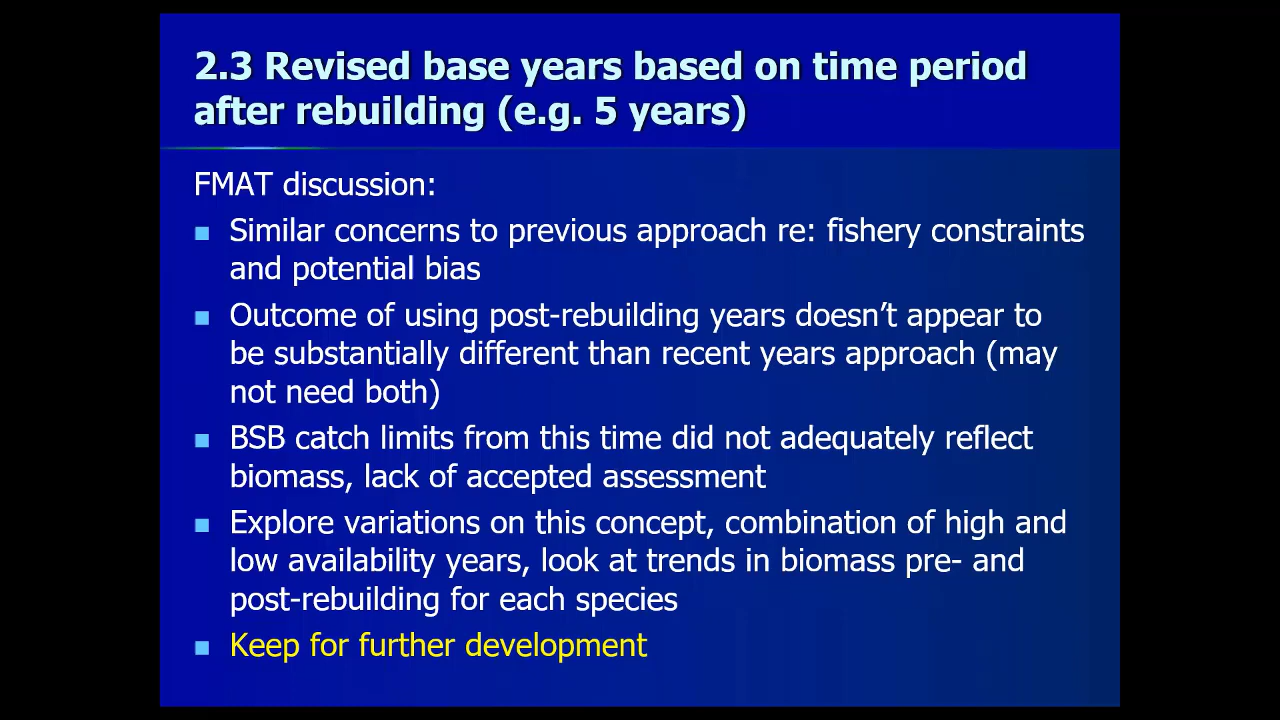 2.3 Revised base years based on time period
after rebuilding (e.g. 5 years)
FMAT discussion:
Similar concerns to previous approach re: fishery constraints
and potential bias
Outcome of using post-rebuilding years doesn’t appear to
be substantially different than recent years approach (may
not need both)
BSB catch limits from this time did not adequately reflect
biomass, lack of accepted assessment
Explore variations on this concept, combination of high and
low availability years, look at trends in biomass pre- and
post-rebuilding for each species
Keep for further development